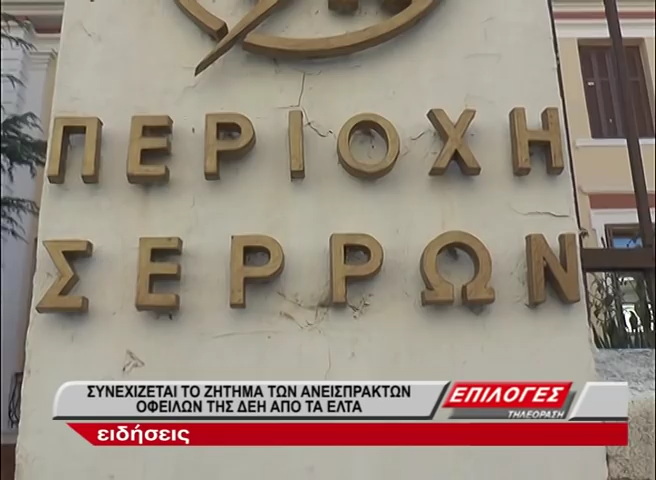 ΠΕΡΙΟΧΗ
ΣΕΡΡΩΝ
ΣΥΝΕΧΙΖΕΤΑΙ ΤΟ ΖΗΤΗΜΑ ΤΩΝ ΑΝΕΙΣΠΡΑΚΤΩΝ
ΟΦΕΙΛΩΝ ΤΗΣ ΔΕΗ ΑΠΟ ΤΑ ΕΛΤΑ
ΕΠΙΛΟΓΕΣ
ΤΗΛΕΟΡΑΣΗ
ειδήσεις